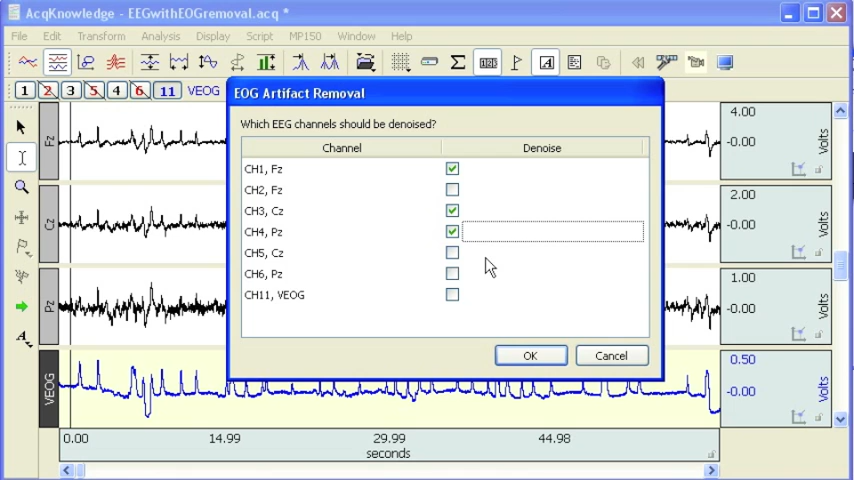 AcqKnowledge - EEGwithEOGremoval.acq *
File Edit Transform Analysis Display Script MP150 Window Help
1 2 3 5 4 6 11 VEOG
EOG Artifact Removal
Which EEG channels should be denoised?
Channel Denoise
CH1, Fz
CH2, Fz
CH3, Cz
CH4, Pz
CH5, Cz
CH6, Pz
CH11, VEOG
OK Cancel
Fz
4.00
-0.00
Volts
Cz
2.00
-0.00
Volts
Pz
1.00
-0.00
Volts
VEOG
0.50
-0.00
Volts
0.00 14.99 29.99 44.98
seconds